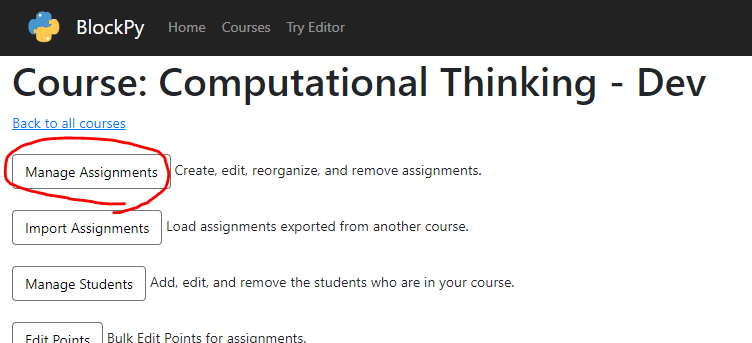 BlockPy Home Courses Try Editor
Course: Computational Thinking - Dev
Back to all courses
Manage Assignments Create, edit, reorganize, and remove assignments.
Import Assignments Load assignments exported from another course.
Manage Students Add, edit, and remove the students who are in your course.
Edit Points Bulk Edit Points for assignments.